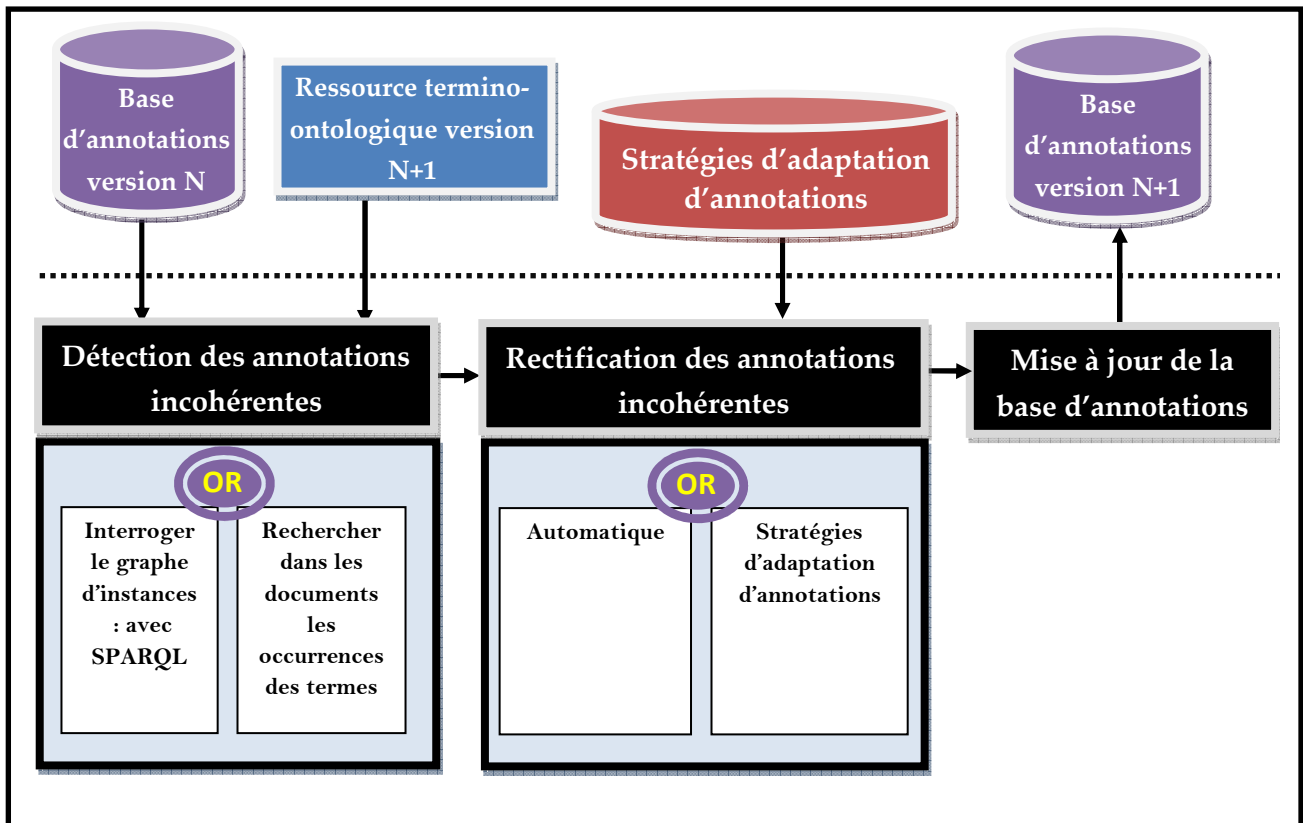 Base
d’annotations
version N
Ressource termino-
ontologique version
N+1
Stratégies d’adaptation
d’annotations
Base
d’annotations
version N+1
Détection des annotations
incohérentes
Rectification des annotations
incohérentes
Mise à jour de la
base d’annotations
OR
Interroger
le graphe
d’instances
: avec
SPARQL
Rechercher
dans les
documents
les
occurrences
des termes
OR
Automatique
Stratégies
d’adaptation
d’annotations